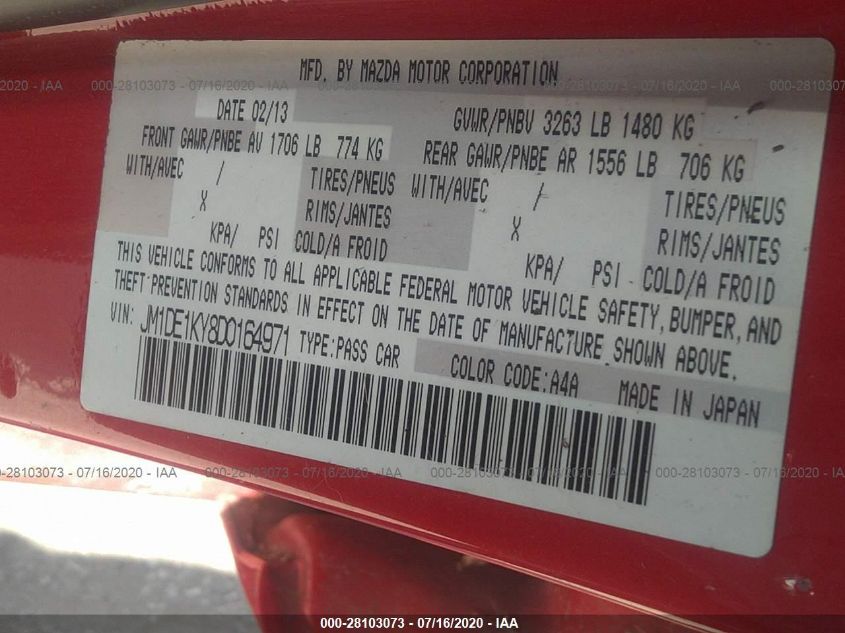 MFD. BY MAZDA MOTOR CORPORATION
DATE 02/13
GVWR/PNBV 3263 LB 1480 KG
FRONT GAWR/PNBE AV 1706 LB 774 KG
REAR GAWR/PNBE AR 1556 LB 706 KG
WITH/AVEC / TIRES/PNEUS WITH/AVEC / TIRES/PNEUS
X RIMS/JANTES X RIMS/JANTES
KPA/ PSI COLD/A FROID KPA/ PSI COLD/A FROID
THIS VEHICLE CONFORMS TO ALL APPLICABLE FEDERAL MOTOR VEHICLE SAFETY, BUMPER, AND
THEFT-PREVENTION STANDARDS IN EFFECT ON THE DATE OF MANUFACTURE SHOWN ABOVE.
VIN: JM1DE1KY8D0164971 TYPE:PASS CAR
COLOR CODE:A4A MADE IN JAPAN
000-28103073 - 07/16/2020 - IAA